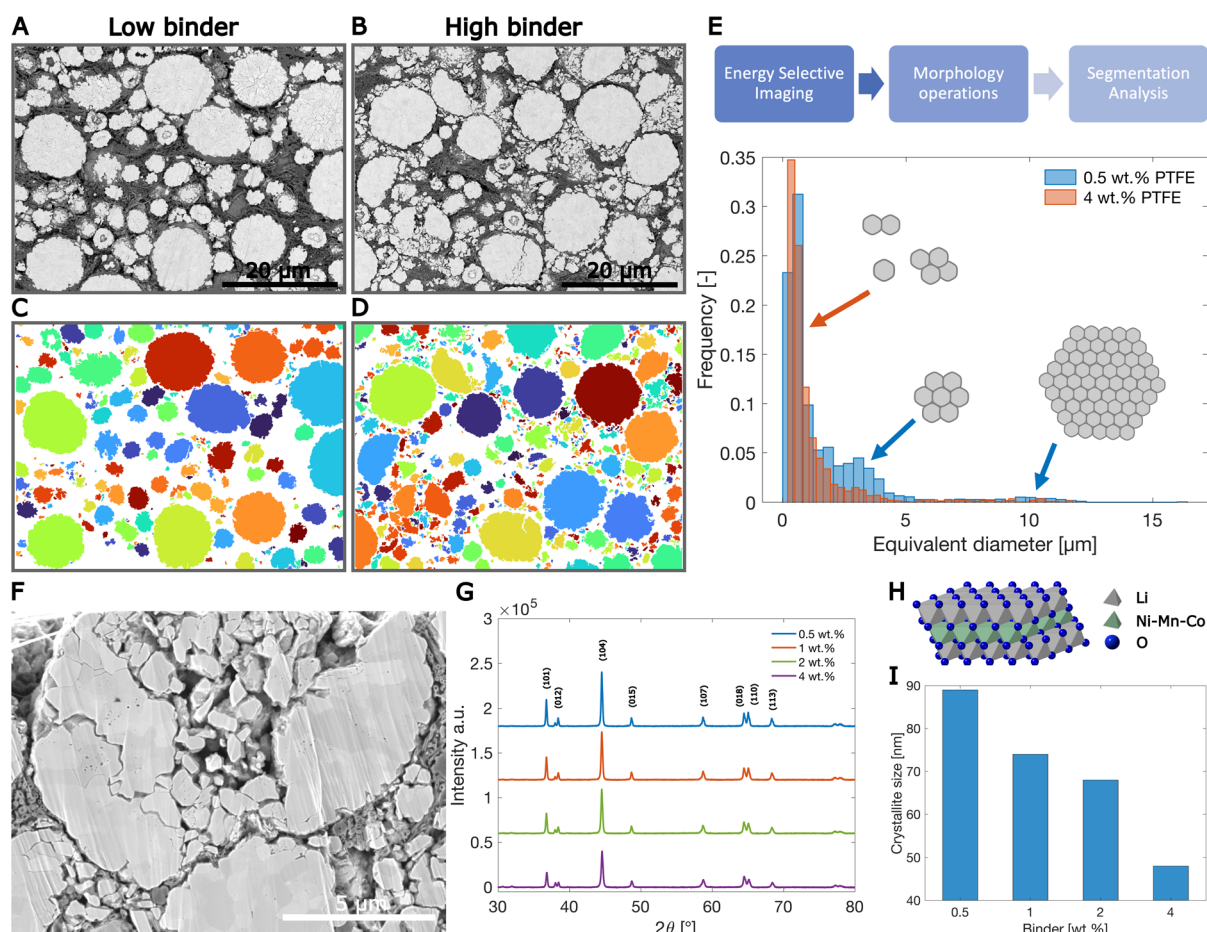 A
Low binder
B
High binder
20 µm
20 µm
C
D
E
Energy Selective
Imaging
Morphology
operations
Segmentation
Analysis
0.35
0.3
0.25
0.2
0.15
0.1
0.05
0
Frequency [-]
0.5 wt.% PTFE
4 wt.% PTFE
0
5
10
15
Equivalent diameter [µm]
F
5 µm
G
×10⁵
3
2.5
2
1.5
1
0.5
0
Intensity a.u.
0.5 wt.%
1 wt.%
2 wt.%
4 wt.%
(101)
(012)
(104)
(015)
(107)
(018)
(110)
(113)
30
40
50
60
70
80
2θ [°]
H
Li
Ni-Mn-Co
O
I
90
80
70
60
50
40
Crystallite size [nm]
0.5
1
2
4
Binder [wt.%]